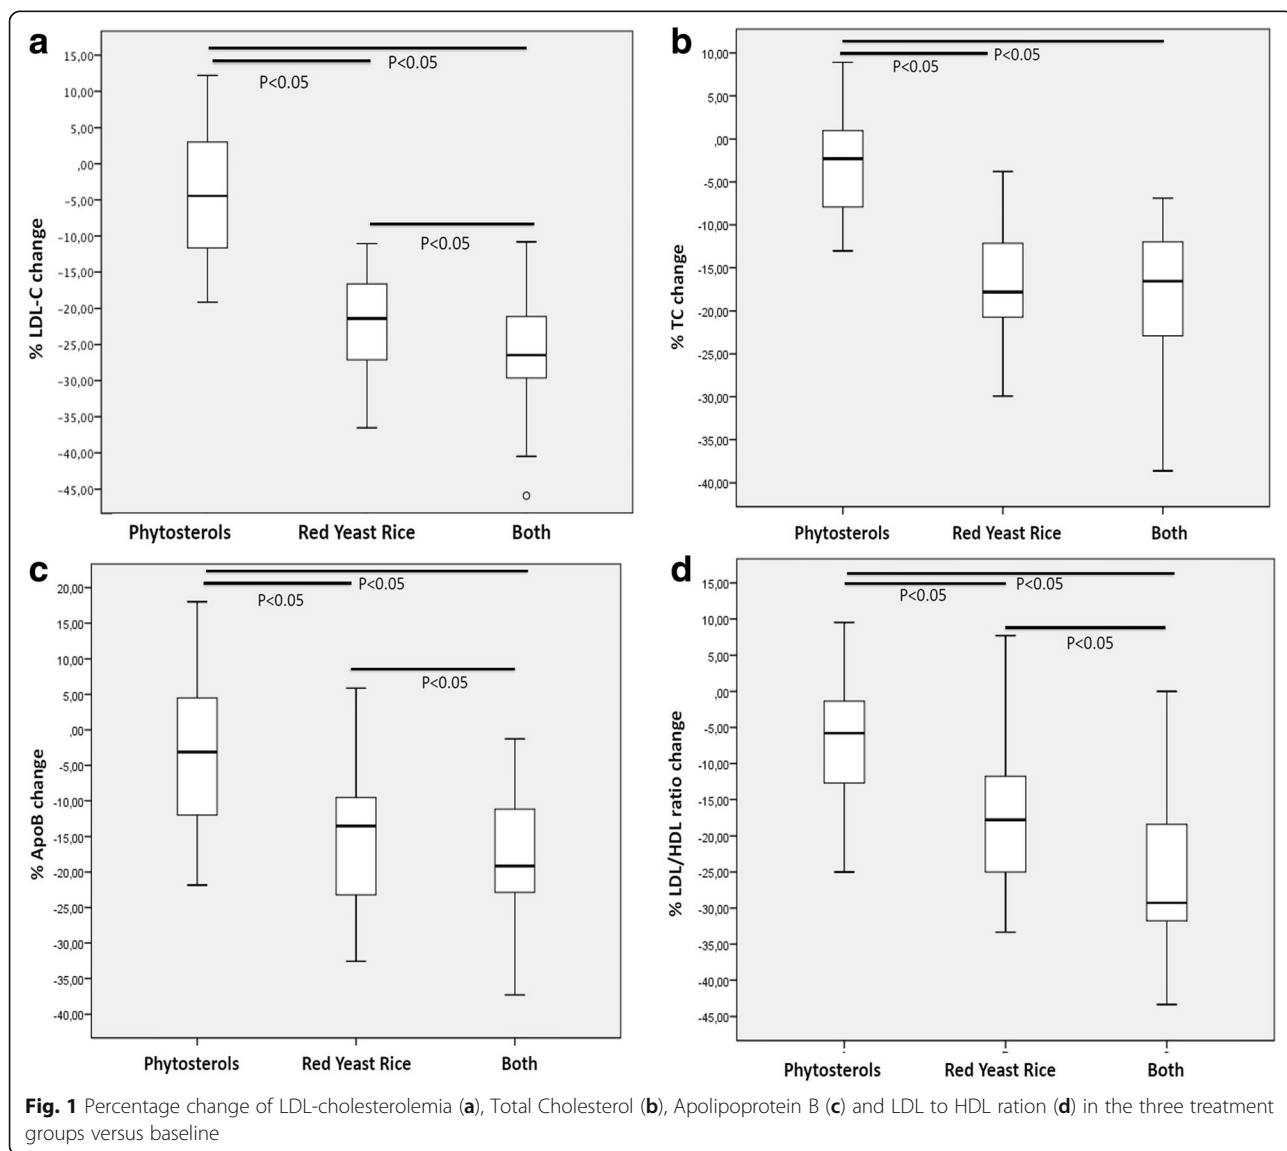 a
15,00
10,00
5,00
,00
-5,00
-10,00
-15,00
-20,00
-25,00
-30,00
-35,00
-40,00
-45,00
% LDL-C change
P<0.05
P<0.05
P<0.05
Phytosterols Red Yeast Rice Both
b
10,00
5,00
,00
-5,00
-10,00
-15,00
-20,00
-25,00
-30,00
-35,00
-40,00
% TC change
P<0.05
P<0.05
Phytosterols Red Yeast Rice Both
c
20,00
15,00
10,00
5,00
,00
-5,00
-10,00
-15,00
-20,00
-25,00
-30,00
-35,00
-40,00
% ApoB change
P<0.05
P<0.05
P<0.05
Phytosterols Red Yeast Rice Both
d
15,00
10,00
5,00
,00
-5,00
-10,00
-15,00
-20,00
-25,00
-30,00
-35,00
-40,00
-45,00
% LDL/HDL ratio change
P<0.05
P<0.05
P<0.05
Phytosterols Red Yeast Rice Both
Fig. 1 Percentage change of LDL-cholesterolemia (a), Total Cholesterol (b), Apolipoprotein B (c) and LDL to HDL ration (d) in the three treatment
groups versus baseline